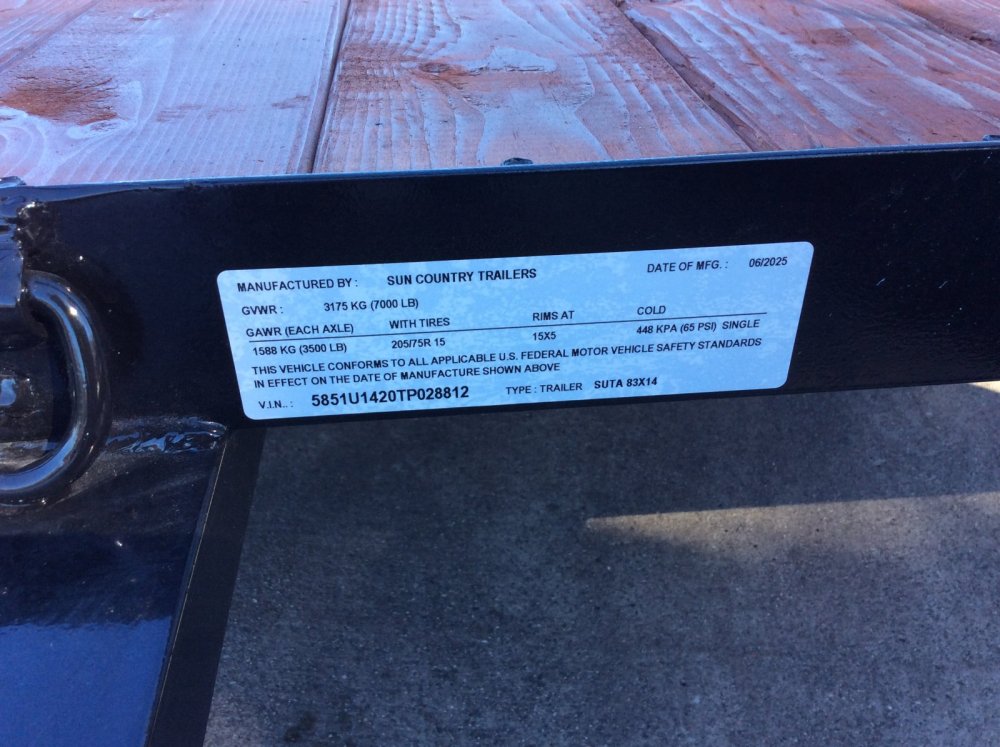 MANUFACTURED BY : SUN COUNTRY TRAILERS DATE OF MFG. : 06/2025
GVWR : 3175 KG (7000 LB)
GAWR (EACH AXLE) WITH TIRES RIMS AT COLD
1588 KG (3500 LB) 205/75R 15 15X5 448 KPA (65 PSI) SINGLE
THIS VEHICLE CONFORMS TO ALL APPLICABLE U.S. FEDERAL MOTOR VEHICLE SAFETY STANDARDS
IN EFFECT ON THE DATE OF MANUFACTURE SHOWN ABOVE
V.I.N.. : 5851U1420TP028812 TYPE : TRAILER SUTA 83X14